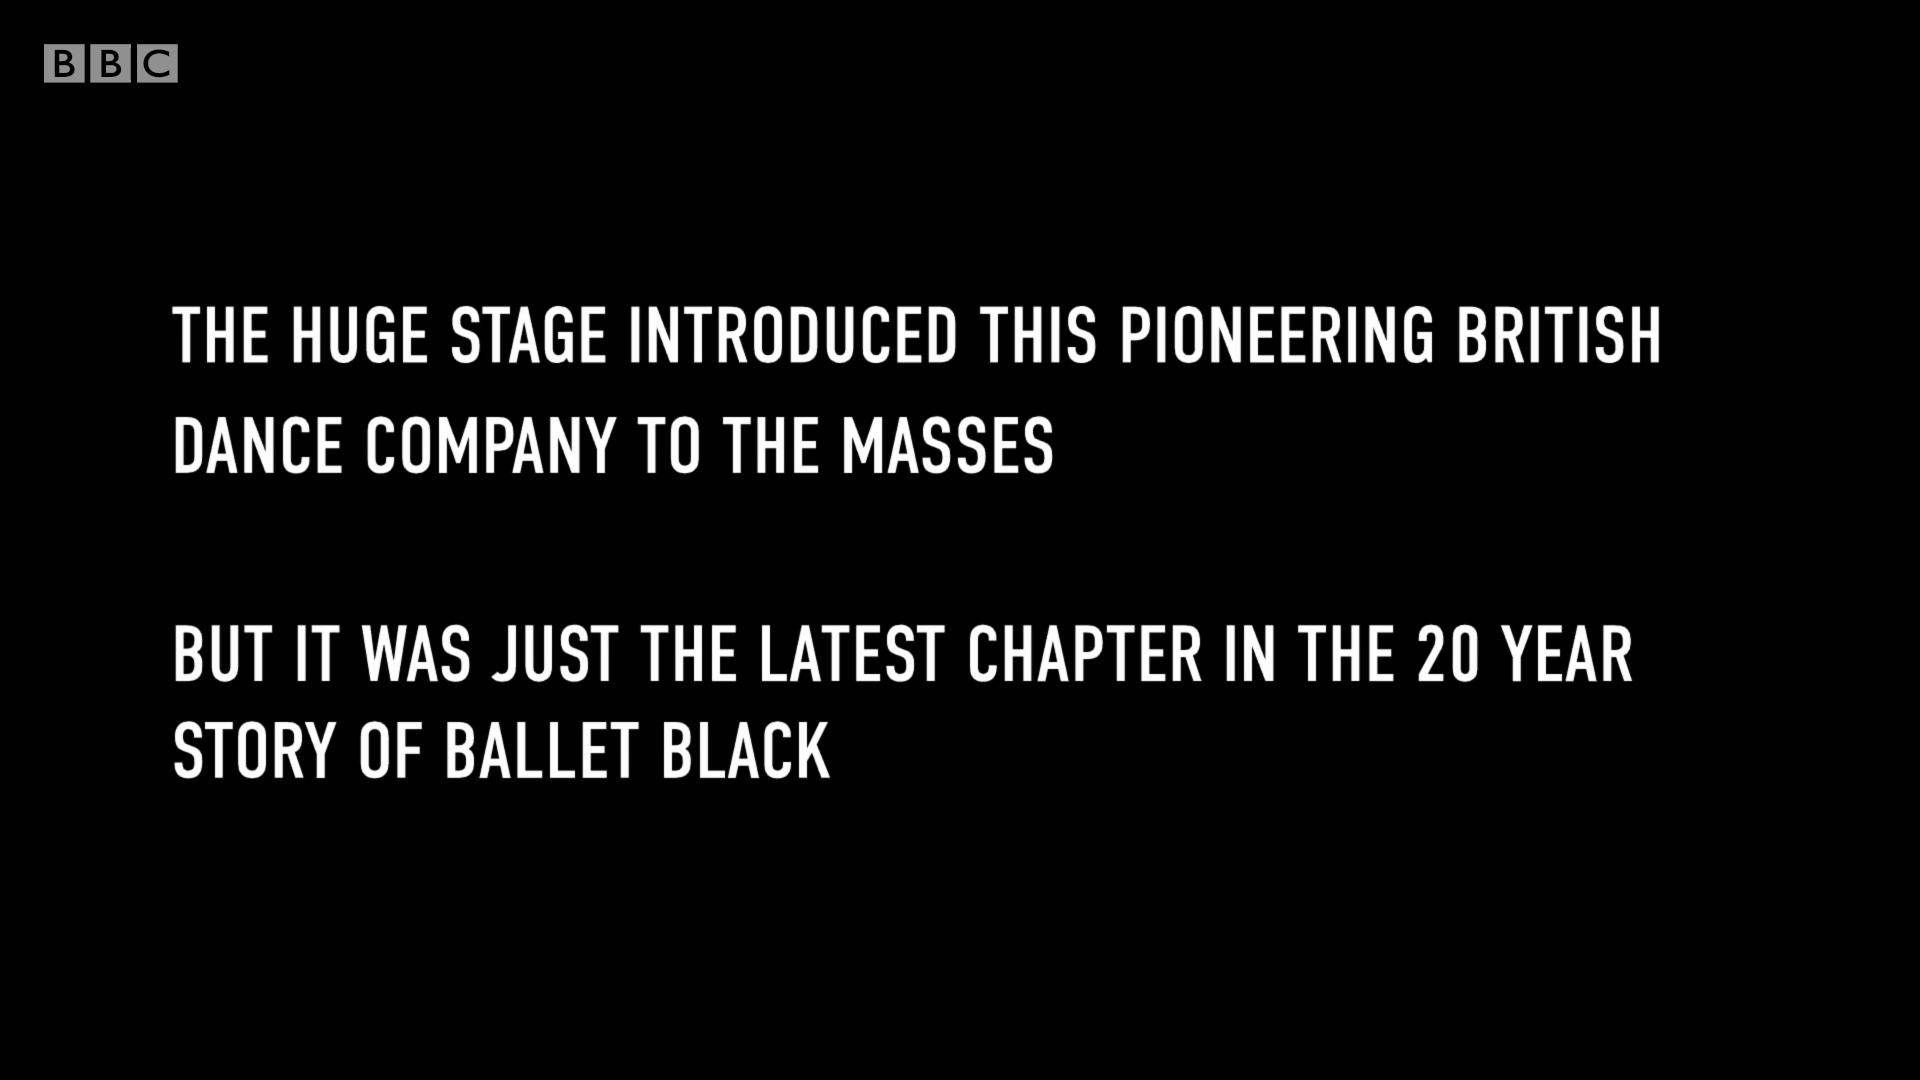 BBC
THE HUGE STAGE INTRODUCED THIS PIONEERING BRITISH
DANCE COMPANY TO THE MASSES
BUT IT WAS JUST THE LATEST CHAPTER IN THE 20 YEAR
STORY OF BALLET BLACK